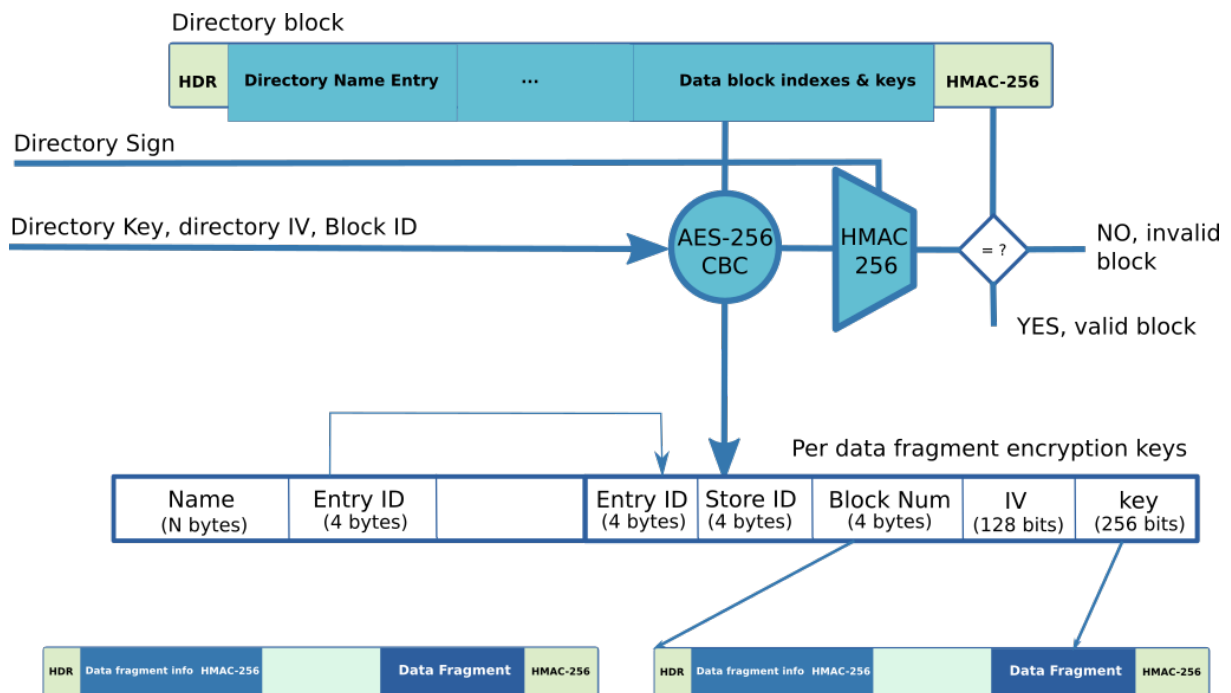 Directory block
HDR Directory Name Entry ... Data block indexes & keys HMAC-256
Directory Sign
Directory Key, directory IV, Block ID
AES-256
CBC
HMAC
256
= ?
NO, invalid
block
YES, valid block
Per data fragment encryption keys
Name Entry ID Entry ID Store ID Block Num IV key
(N bytes) (4 bytes) (4 bytes) (4 bytes) (4 bytes) (128 bits) (256 bits)
HDR Data fragment info HMAC-256 Data Fragment HMAC-256
HDR Data fragment info HMAC-256 Data Fragment HMAC-256